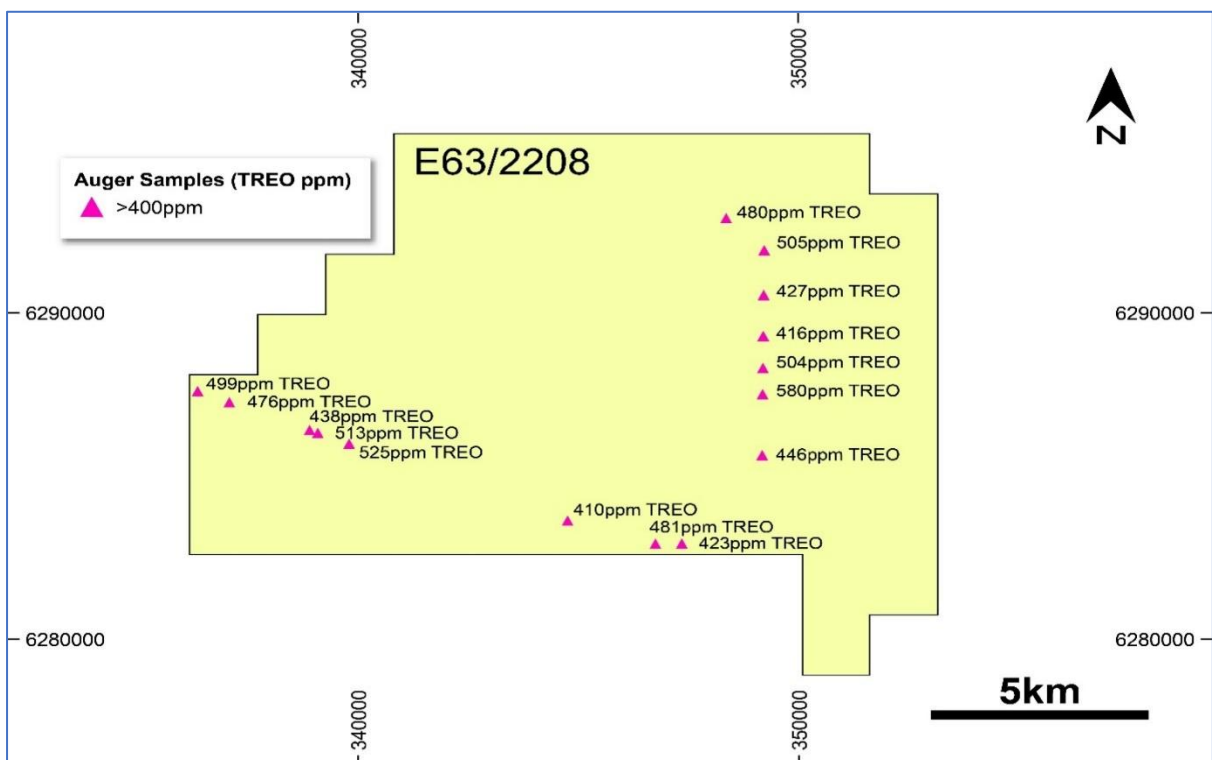 340000
350000
E63/2208
N
Auger Samples (TREO ppm)
>400ppm
480ppm TREO
505ppm TREO
427ppm TREO
6290000
6290000
416ppm TREO
504ppm TREO
499ppm TREO
580ppm TREO
476ppm TREO
438ppm TREO
513ppm TREO
525ppm TREO
446ppm TREO
410ppm TREO
481ppm TREO
423ppm TREO
6280000
6280000
5km
340000
350000